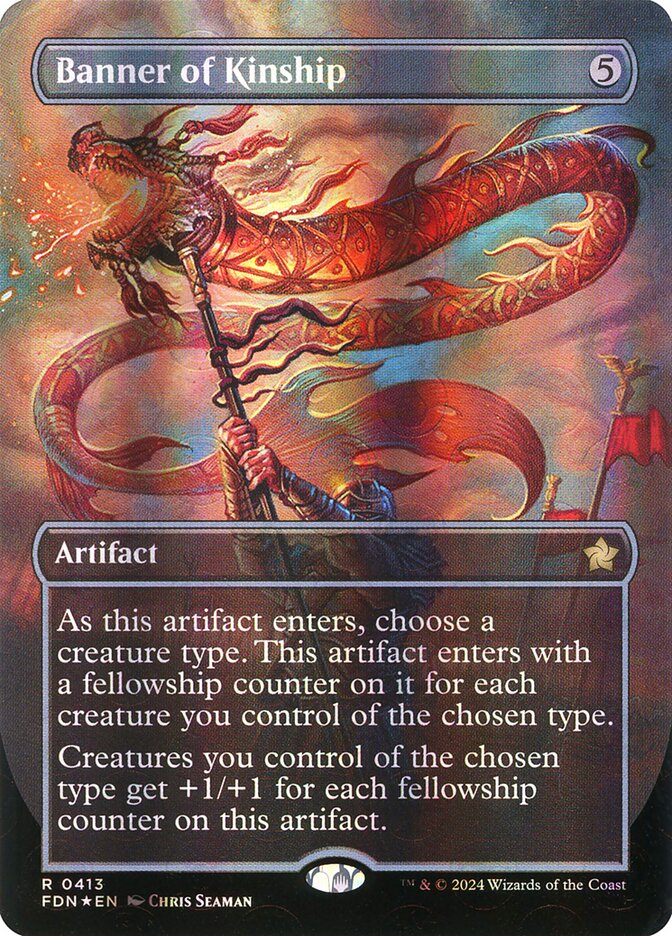 Banner of Kinship 5
Artifact
As this artifact enters, choose a
creature type. This artifact enters with
a fellowship counter on it for each
creature you control of the chosen type.
Creatures you control of the chosen
type get +1/+1 for each fellowship
counter on this artifact.
R 0413
FDN★EN Chris Seaman
™ & © 2024 Wizards of the Coast